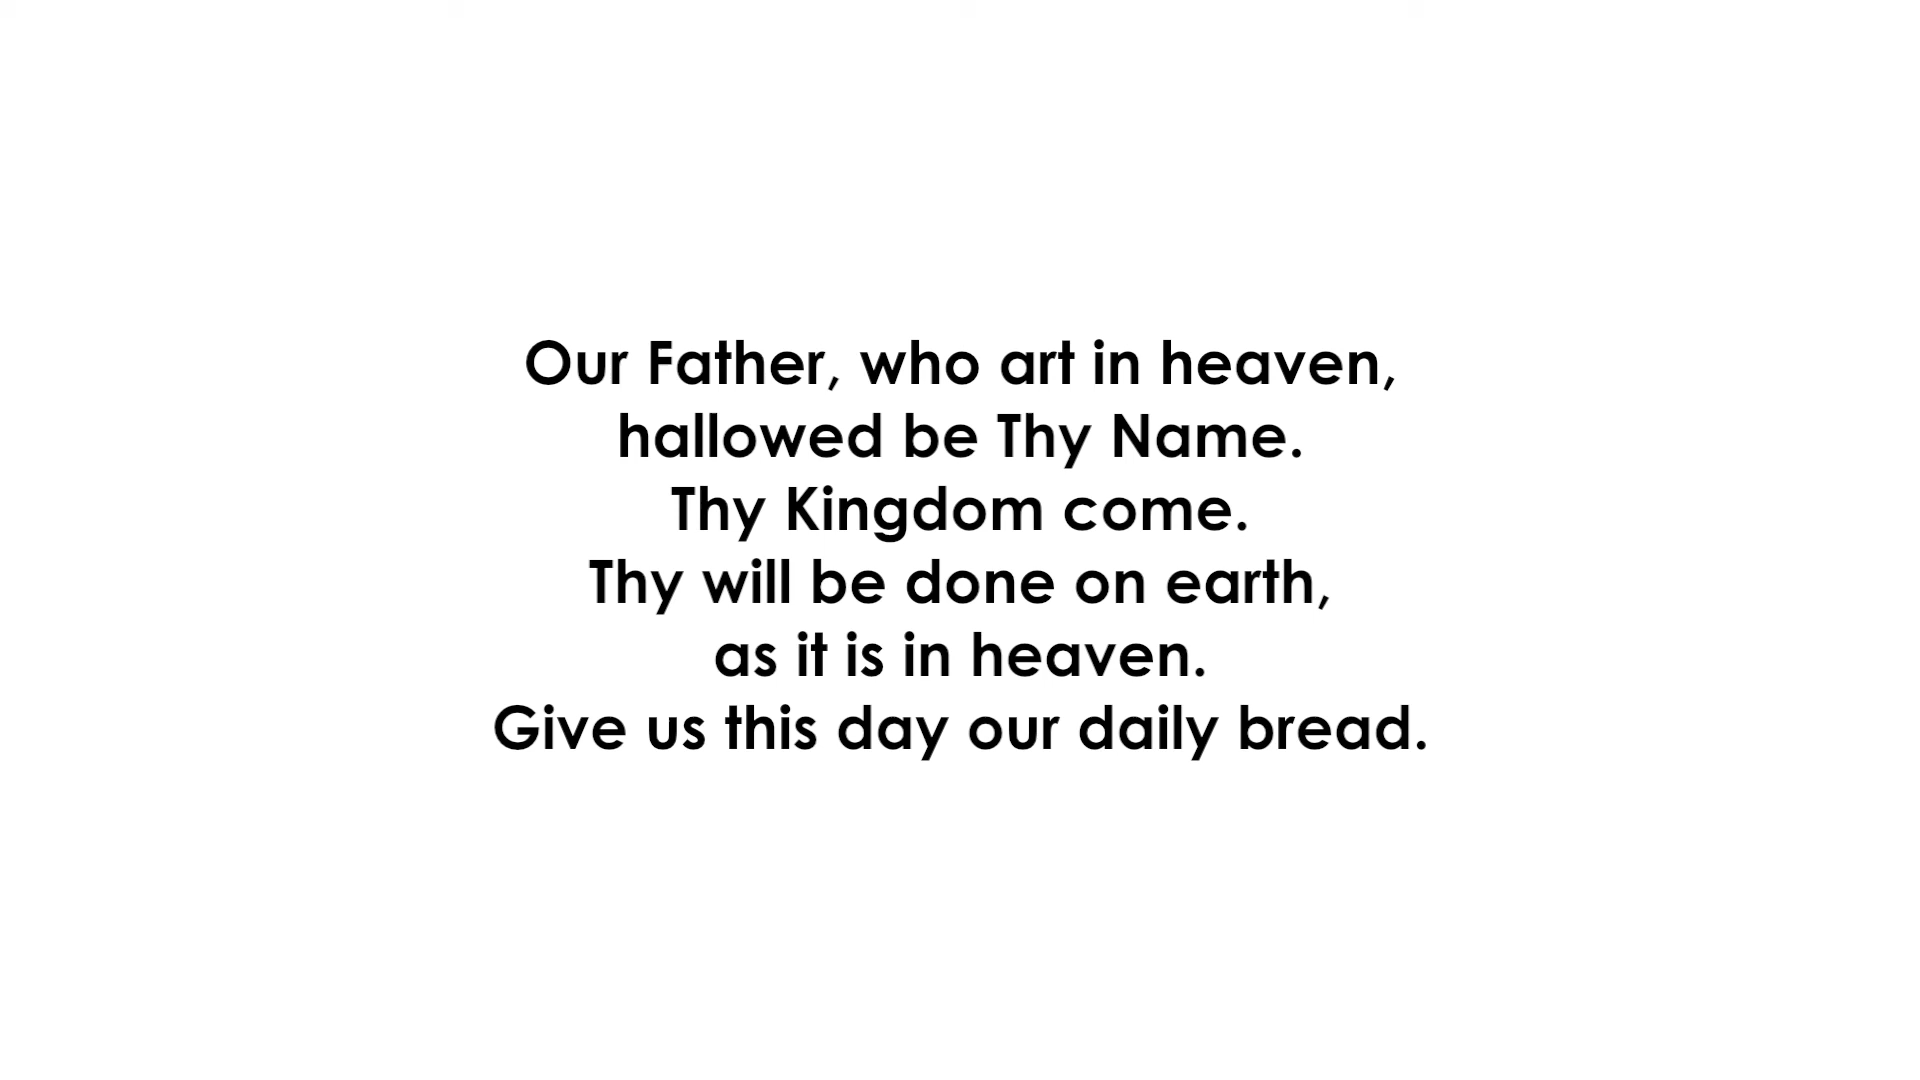 Our Father, who art in heaven,
hallowed be Thy Name.
Thy Kingdom come.
Thy will be done on earth,
as it is in heaven.
Give us this day our daily bread.